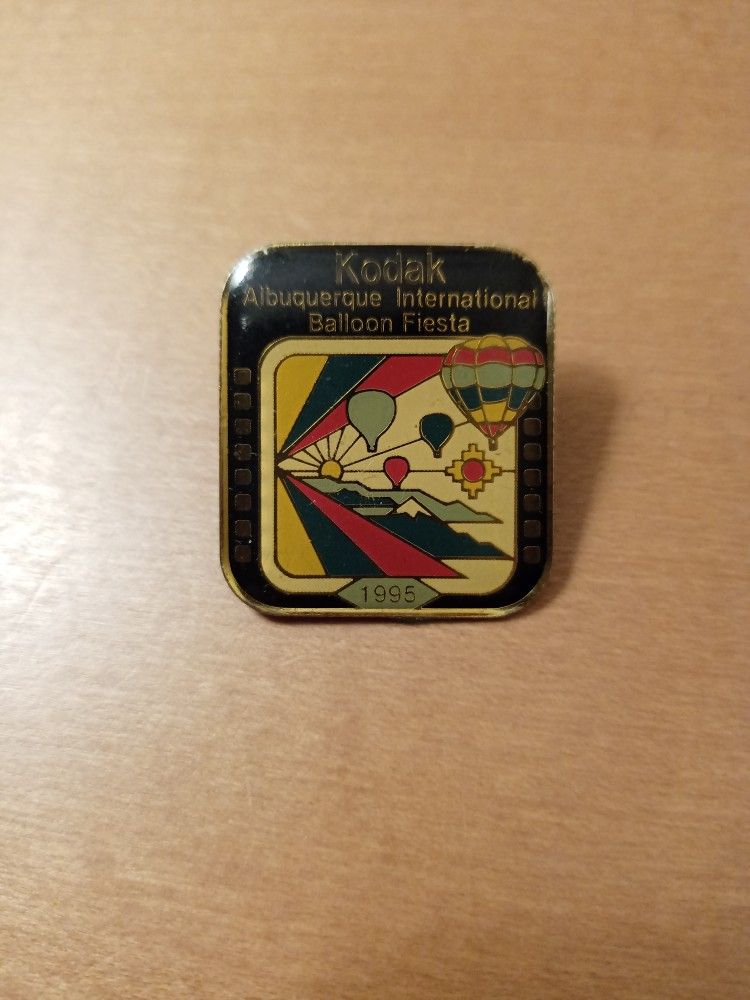 Kodak
Albuquerque International
Balloon Fiesta
1995